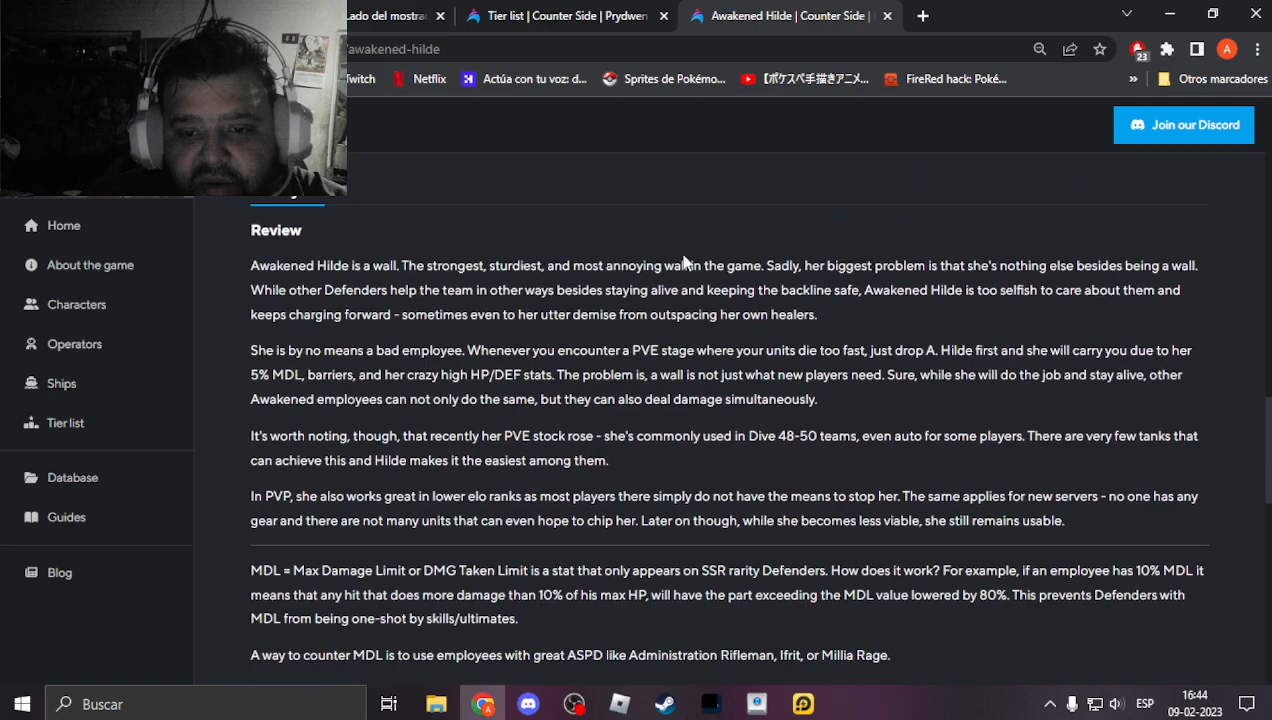 Lado del mostra
Tier list | Counter Side | Prydwen
Awakened Hilde | Counter Side |
/awakened-hilde
23
A
Twitch
Netflix
Actúa con tu voz: d...
Sprites de Pokémo...
【ポケスペ手描きアニメ...
FireRed hack: Poké...
»
Otros marcadores
Join our Discord
Home
About the game
Characters
Operators
Ships
Tier list
Database
Guides
Blog
Review
Awakened Hilde is a wall. The strongest, sturdiest, and most annoying wall in the game. Sadly, her biggest problem is that she's nothing else besides being a wall.
While other Defenders help the team in other ways besides staying alive and keeping the backline safe, Awakened Hilde is too selfish to care about them and
keeps charging forward - sometimes even to her utter demise from outspacing her own healers.
She is by no means a bad employee. Whenever you encounter a PVE stage where your units die too fast, just drop A. Hilde first and she will carry you due to her
5% MDL, barriers, and her crazy high HP/DEF stats. The problem is, a wall is not just what new players need. Sure, while she will do the job and stay alive, other
Awakened employees can not only do the same, but they can also deal damage simultaneously.
It's worth noting, though, that recently her PVE stock rose - she's commonly used in Dive 48-50 teams, even auto for some players. There are very few tanks that
can achieve this and Hilde makes it the easiest among them.
In PVP, she also works great in lower elo ranks as most players there simply do not have the means to stop her. The same applies for new servers - no one has any
gear and there are not many units that can even hope to chip her. Later on though, while she becomes less viable, she still remains usable.
MDL = Max Damage Limit or DMG Taken Limit is a stat that only appears on SSR rarity Defenders. How does it work? For example, if an employee has 10% MDL it
means that any hit that does more damage than 10% of his max HP, will have the part exceeding the MDL value lowered by 80%. This prevents Defenders with
MDL from being one-shot by skills/ultimates.
A way to counter MDL is to use employees with great ASPD like Administration Rifleman, Ifrit, or Millia Rage.
Buscar
ESP
16:44
09-02-2023